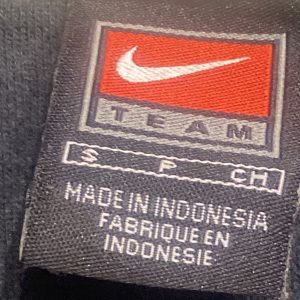 TEAM
S P CH
MADE IN INDONESIA
FABRIQUE EN
INDONESIE